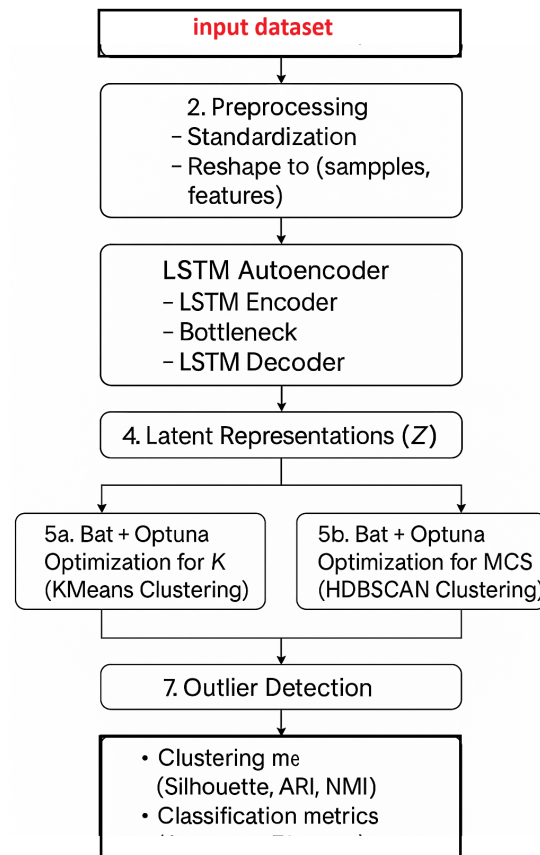 input dataset
2. Preprocessing
– Standardization
– Reshape to (sampples,
features)
LSTM Autoencoder
– LSTM Encoder
– Bottleneck
– LSTM Decoder
4. Latent Representations (Z)
5a. Bat + Optuna
Optimization for K
(KMeans Clustering)
5b. Bat + Optuna
Optimization for MCS
(HDBSCAN Clustering)
7. Outlier Detection
• Clustering me
(Silhouette, ARI, NMI)
• Classification metrics